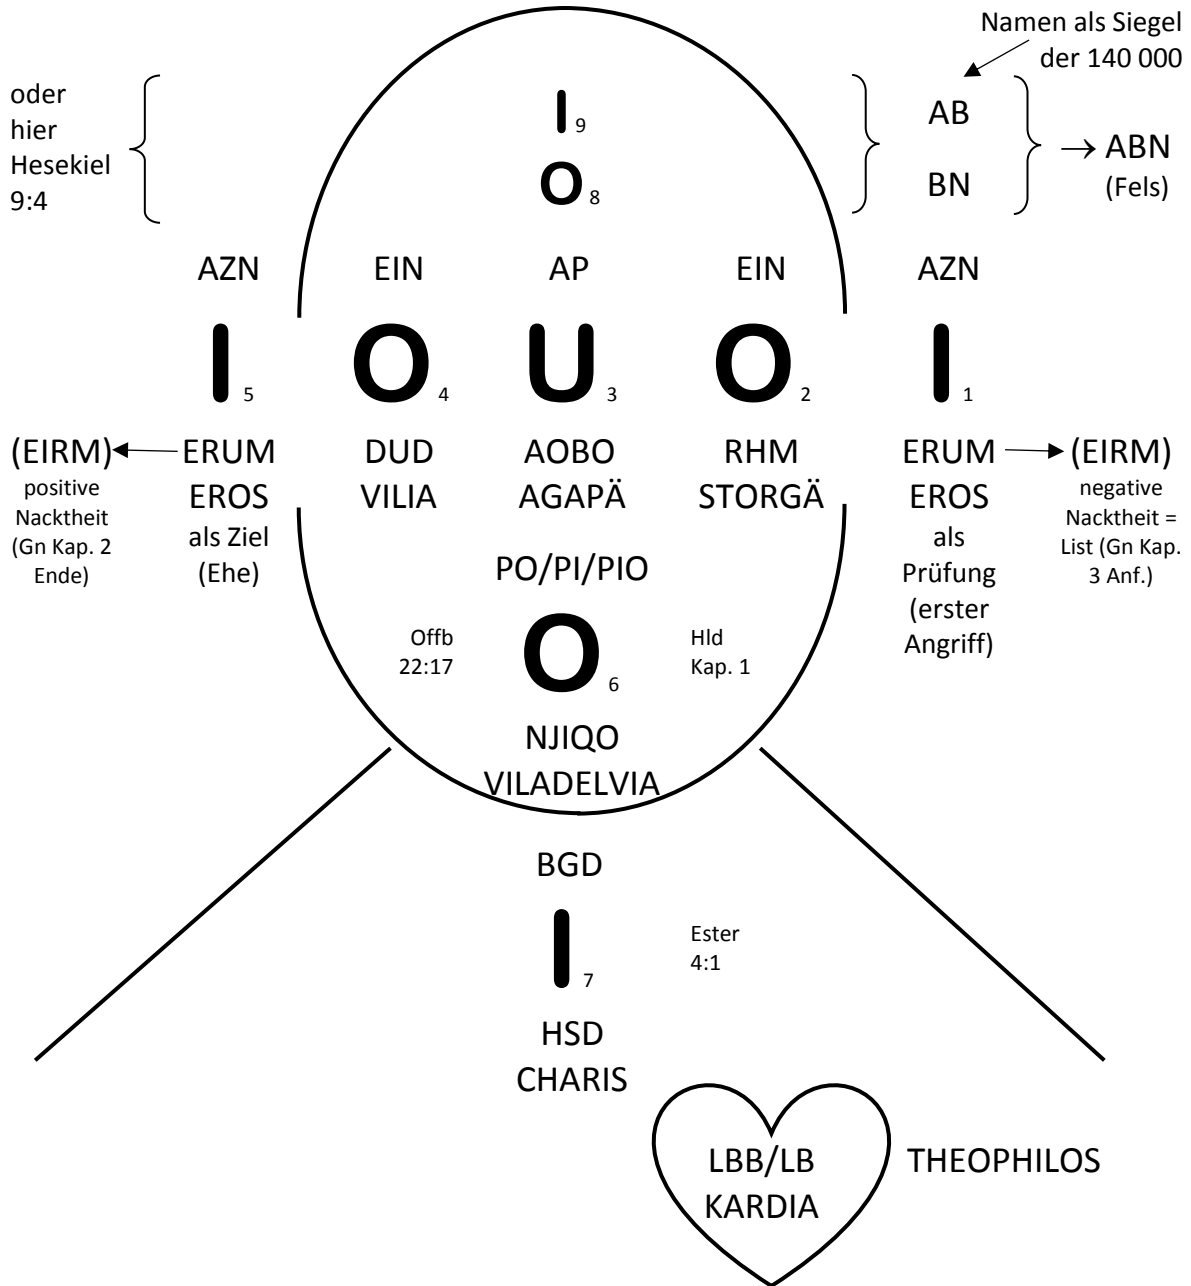 Namen als Siegel
der 140 000
oder
hier
Hesekiel
9:4
I 9
O 8
AB
BN
→ ABN
(Fels)
AZN EIN AP EIN AZN
I 5 O 4 U 3 O 2 I 1
(EIRM) ERUM DUD AOBO RHM ERUM (EIRM)
positive
Nacktheit
(Gn Kap. 2
Ende)
EROS VILIA AGAPÄ STORGÄ EROS
als Ziel
(Ehe)
als
Prüfung
(erster
Angriff)
negative
Nacktheit =
List (Gn Kap.
3 Anf.)
PO/PI/PIO
Offb
22:17
O 6
Hld
Kap. 1
NJIQO
VILADELVIA
BGD
I 7
Ester
4:1
HSD
CHARIS
LBB/LB
KARDIA
THEOPHILOS